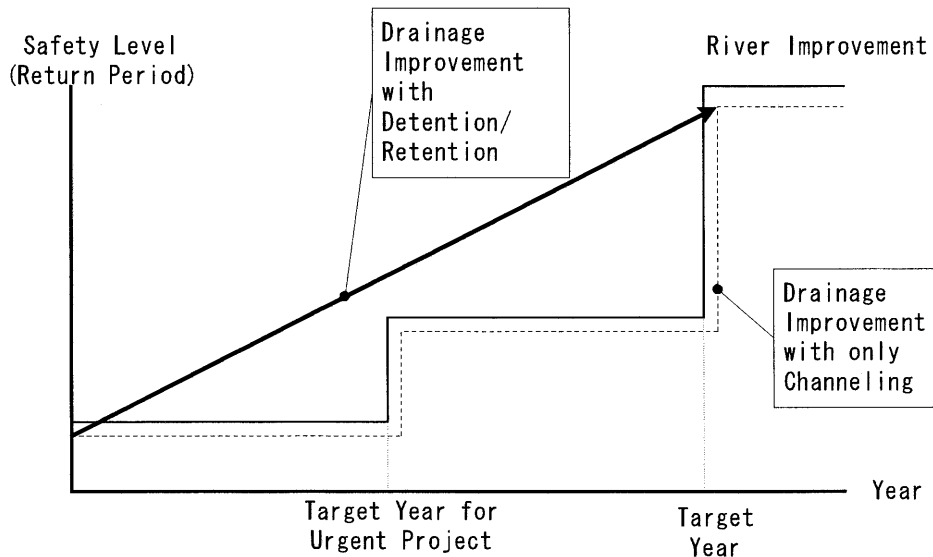 Safety Level
(Return Period)
Drainage
Improvement
with
Detention/
Retention
River Improvement
Drainage
Improvement
with only
Channeling
Year
Target Year for
Urgent Project
Target
Year